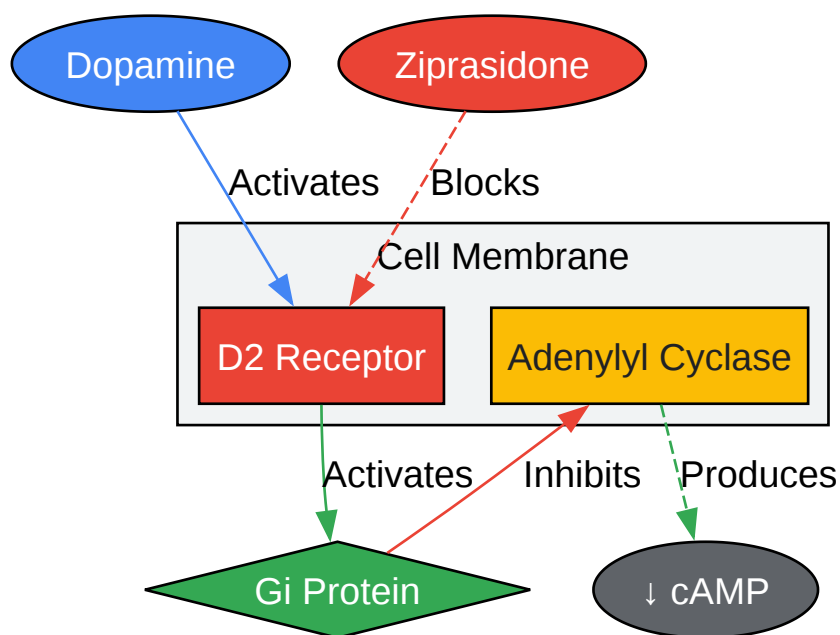 Dopamine
Ziprasidone
Activates
Blocks
Cell Membrane
D2 Receptor
Adenylyl Cyclase
Activates
Inhibits
Produces
Gi Protein
↓ cAMP